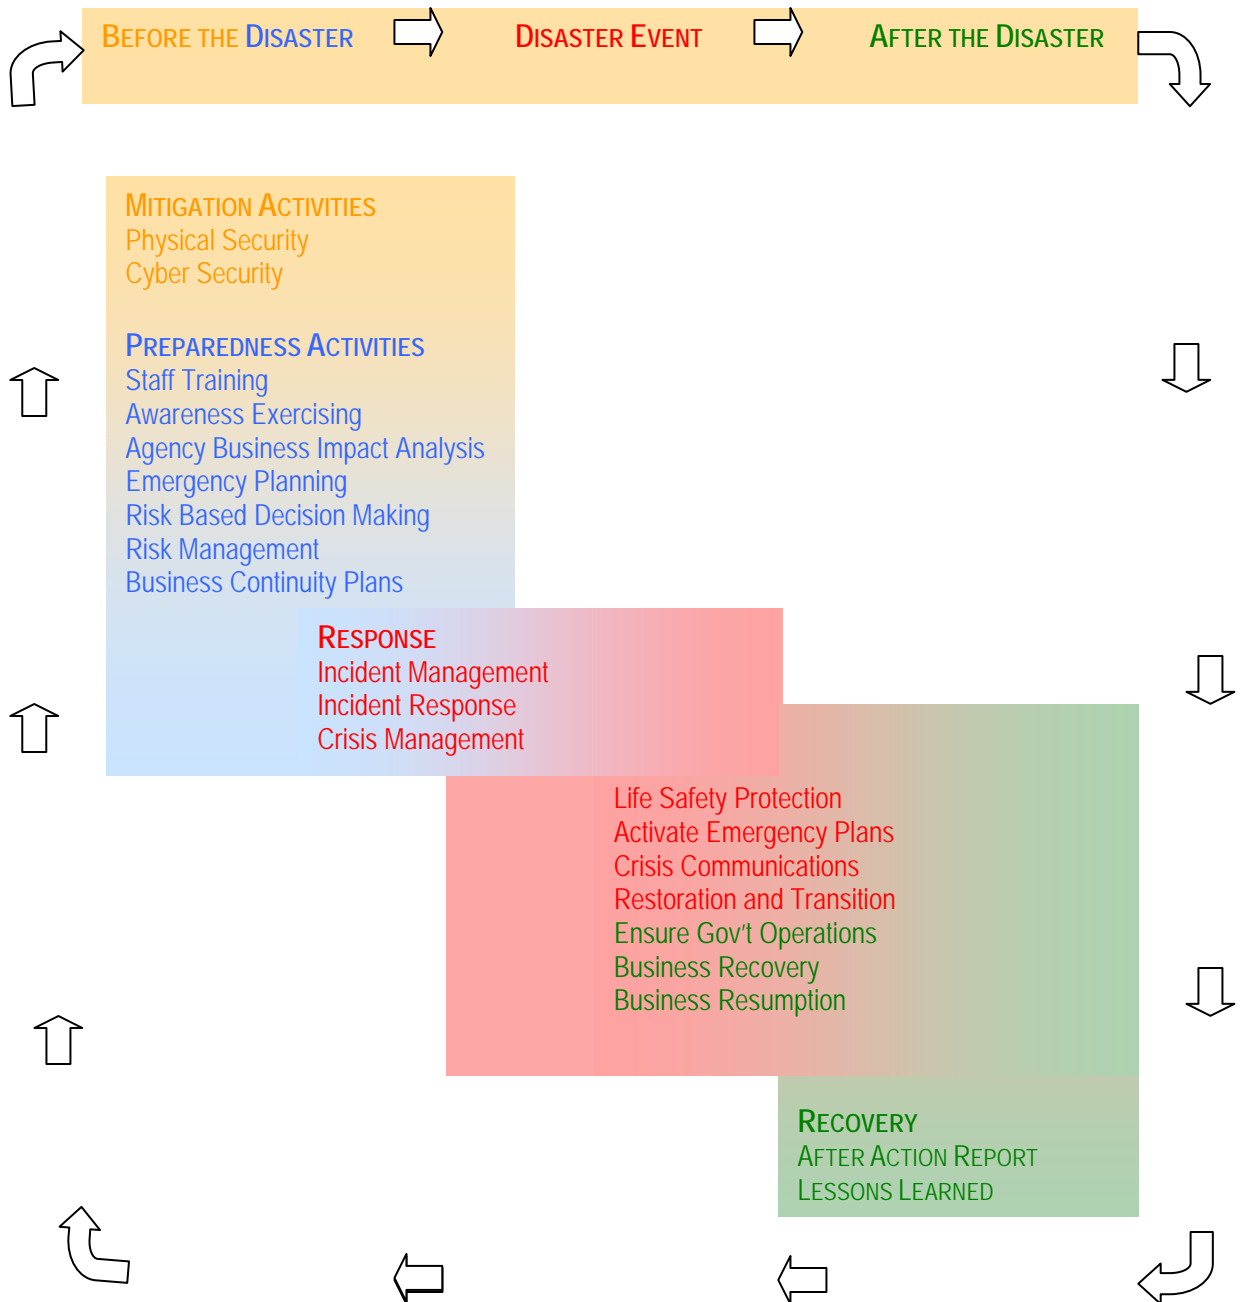 BEFORE THE DISASTER DISASTER EVENT AFTER THE DISASTER
MITIGATION ACTIVITIES
Physical Security
Cyber Security
PREPAREDNESS ACTIVITIES
Staff Training
Awareness Exercising
Agency Business Impact Analysis
Emergency Planning
Risk Based Decision Making
Risk Management
Business Continuity Plans
RESPONSE
Incident Management
Incident Response
Crisis Management
Life Safety Protection
Activate Emergency Plans
Crisis Communications
Restoration and Transition
Ensure Gov't Operations
Business Recovery
Business Resumption
RECOVERY
AFTER ACTION REPORT
LESSONS LEARNED